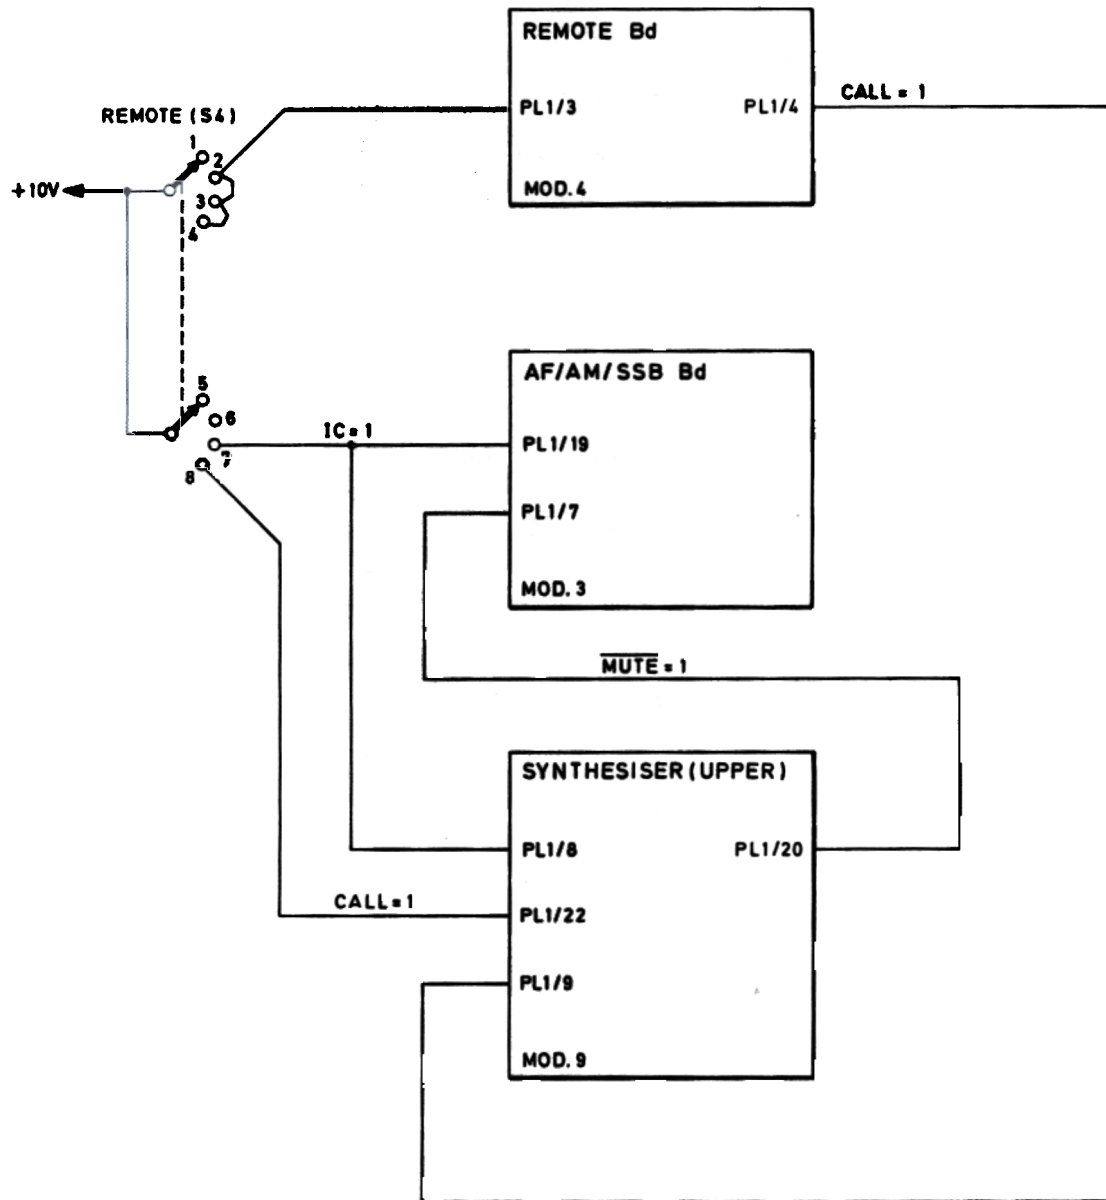 REMOTE Bd
PL1/3
PL1/4
CALL = 1
MOD.4
REMOTE (S4)
1
2
3
4
+10V
5
6
7
8
IC = 1
AF/AM/SSB Bd
PL1/19
PL1/7
MOD. 3
MUTE = 1
SYNTHESISER (UPPER)
PL1/8
PL1/20
CALL = 1
PL1/22
PL1/9
MOD. 9